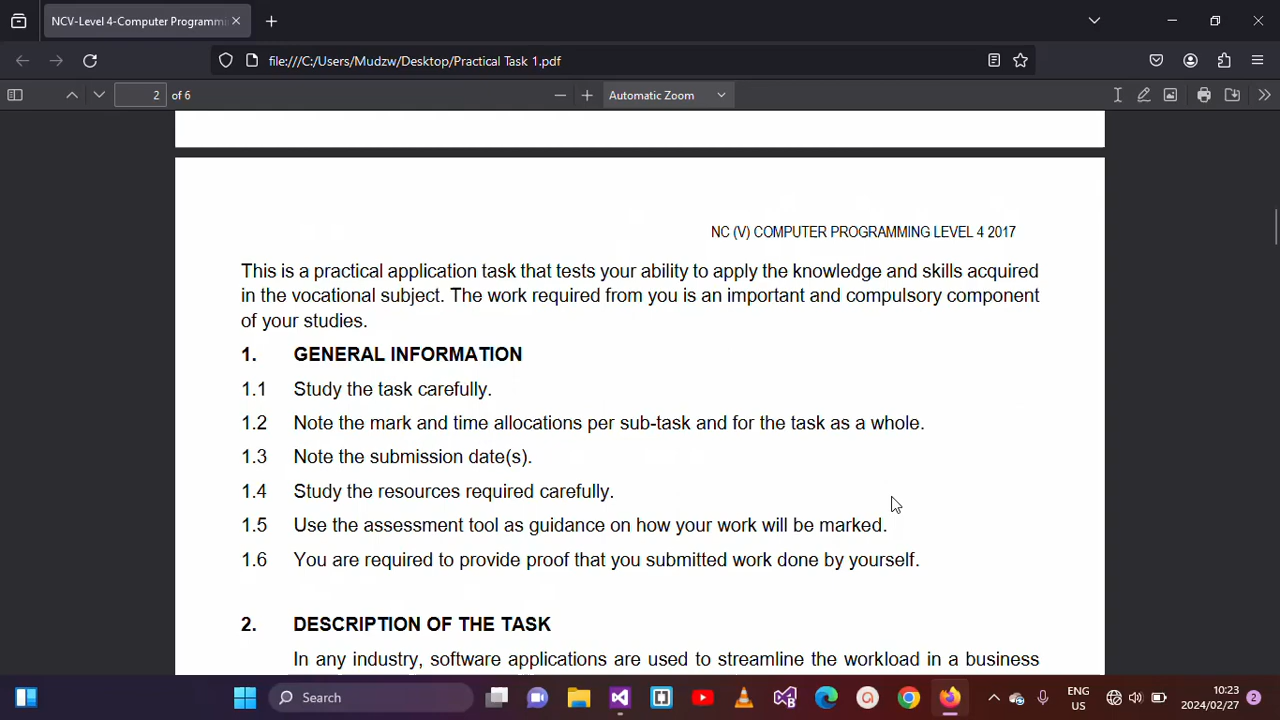 NCV-Level 4-Computer Programm
file:///C:/Users/Mudzw/Desktop/Practical Task 1.pdf
2 of 6
Automatic Zoom
NC (V) COMPUTER PROGRAMMING LEVEL 4 2017
This is a practical application task that tests your ability to apply the knowledge and skills acquired
in the vocational subject. The work required from you is an important and compulsory component
of your studies.
1. GENERAL INFORMATION
1.1 Study the task carefully.
1.2 Note the mark and time allocations per sub-task and for the task as a whole.
1.3 Note the submission date(s).
1.4 Study the resources required carefully.
1.5 Use the assessment tool as guidance on how your work will be marked.
1.6 You are required to provide proof that you submitted work done by yourself.
2. DESCRIPTION OF THE TASK
In any industry, software applications are used to streamline the workload in a business
Search
ENG
US
10:23
2024/02/27
2